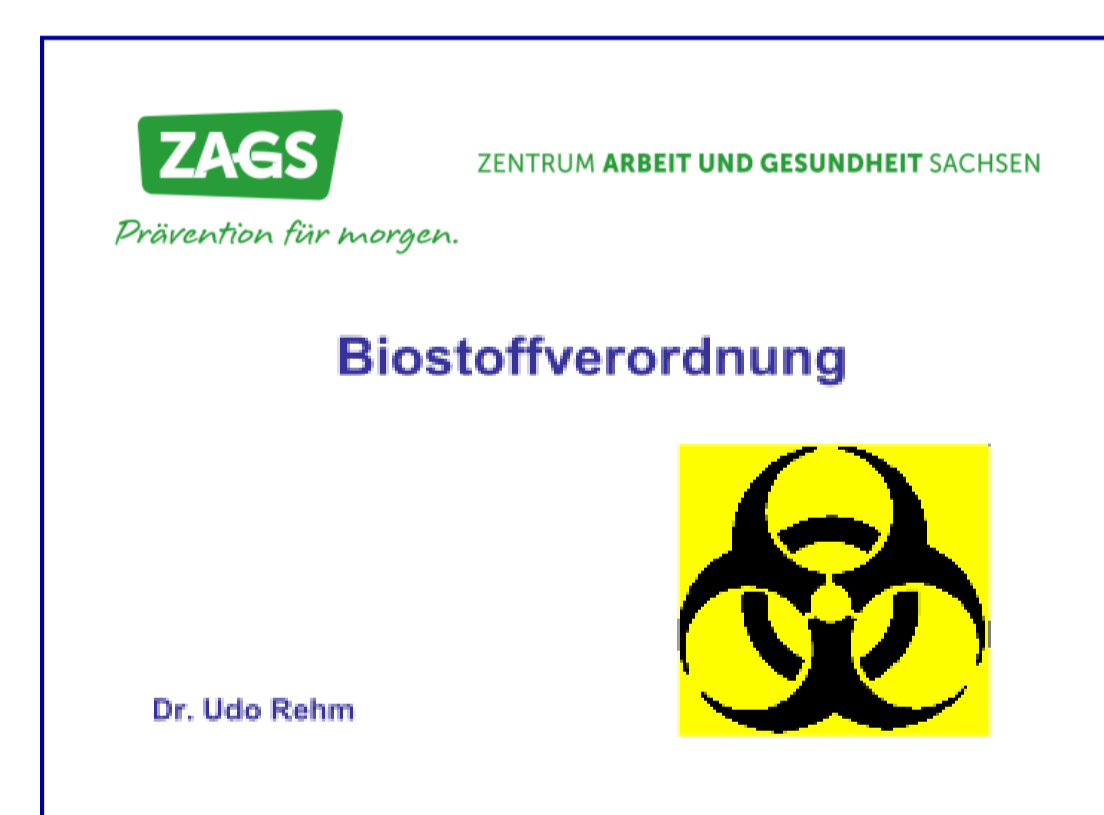 ZAGS
ZENTRUM ARBEIT UND GESUNDHEIT SACHSEN
Prävention für morgen.
Biostoffverordnung
Dr. Udo Rehm